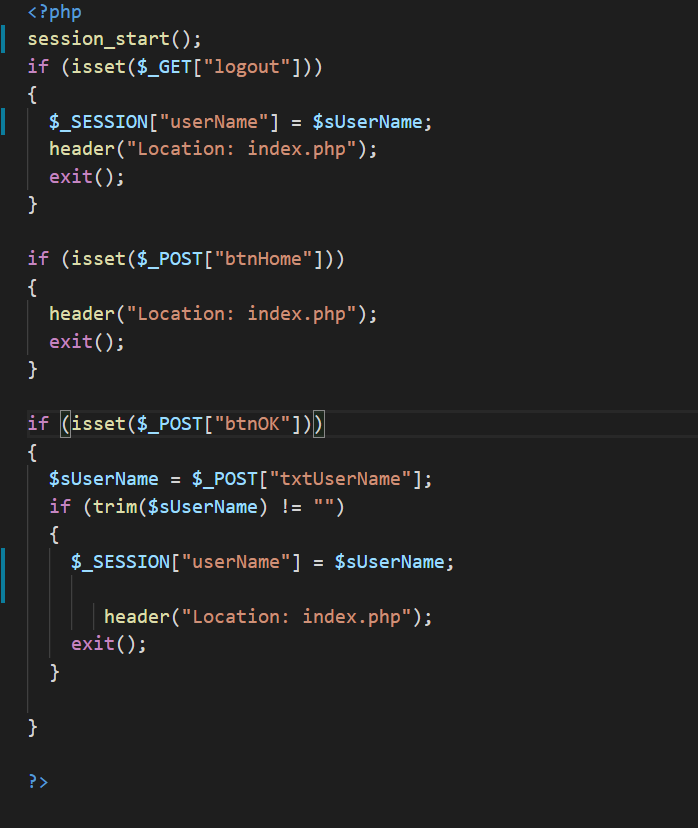 <?php
session_start();
if (isset($_GET["logout"]))
{
  $_SESSION["userName"] = $sUserName;
  header("Location: index.php");
  exit();
}
if (isset($_POST["btnHome"]))
{
  header("Location: index.php");
  exit();
}
if (isset($_POST["btnOK"]))
{
  $sUserName = $_POST["txtUserName"];
  if (trim($sUserName) != "")
  {
    $_SESSION["userName"] = $sUserName;
       header("Location: index.php");
    exit();
  }
}
?>